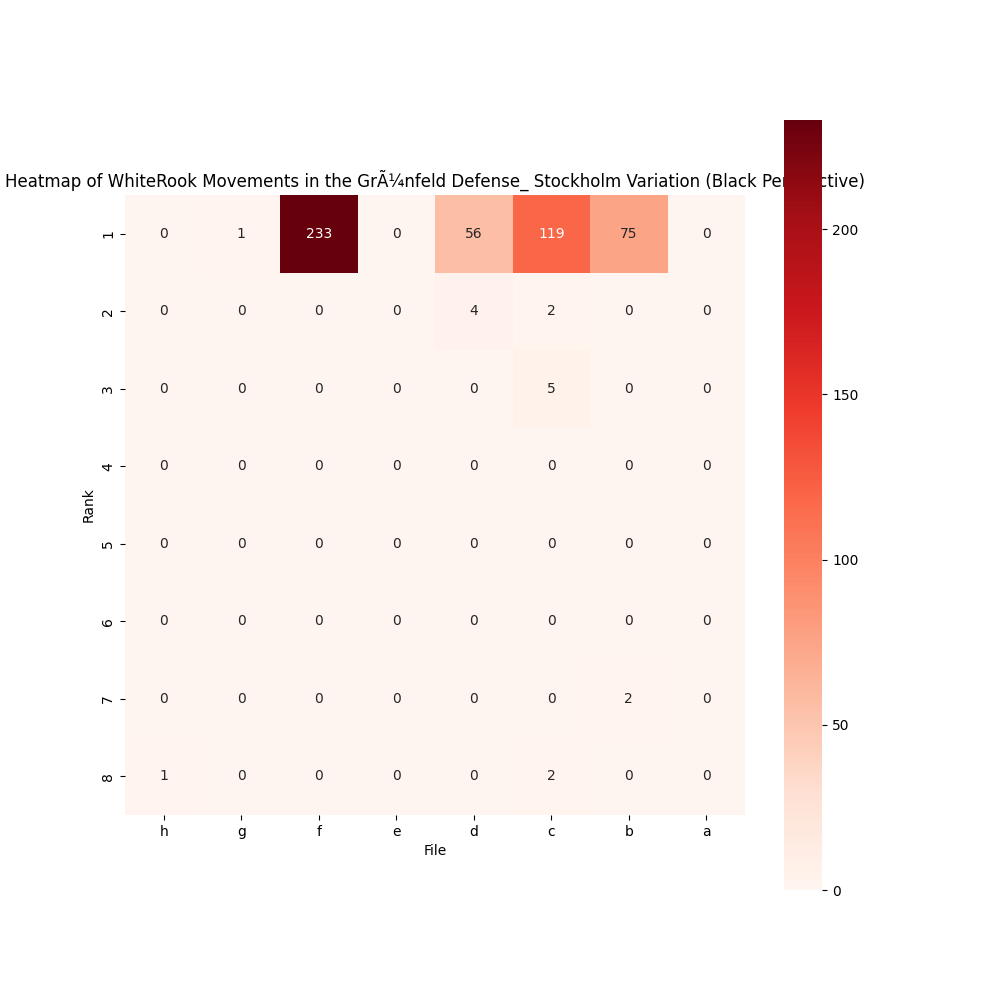 Heatmap of WhiteRook Movements in the GrÃ¼nfeld Defense_ Stockholm Variation (Black ctive)
1 0 1 233 0 56 119 75 0
2 0 0 0 0 4 2 0 0
3 0 0 0 0 0 5 0 0
4 0 0 0 0 0 0 0 0
5 0 0 0 0 0 0 0 0
6 0 0 0 0 0 0 0 0
7 0 0 0 0 0 0 2 0
8 1 0 0 0 0 2 0 0
h g f e d c b a
File
Rank
200
150
100
50
0